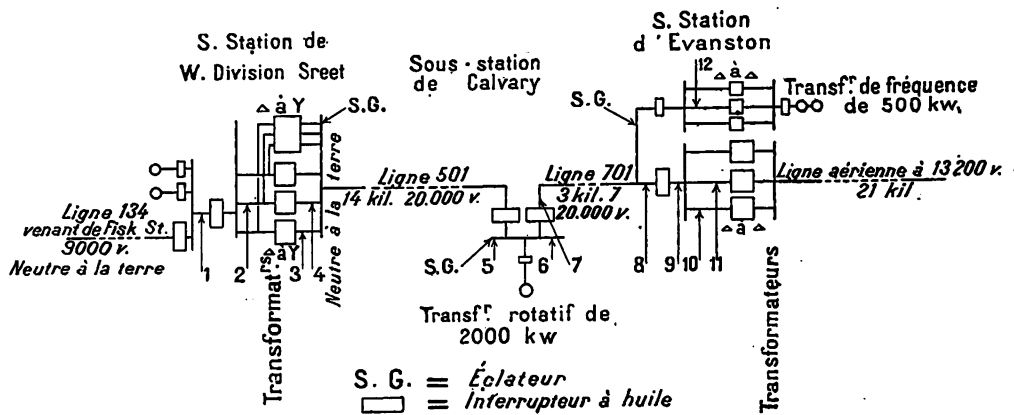 S. Station de
W. Division Sreet
△ à Y
S.G.
Ligne 134
venant de Fisk St.
9000 v.
Neutre à la terre
1
2
3
4
Transformat.rs △ à Y
Neutre à la terre
Ligne 501
14 kil. 20.000 v.
Sous-station
de Calvary
S.G.
5
6
7
Transf.r rotatif de
2000 kw
Ligne 701
3 kil. 7
20.000 v.
S. Station
d'Evanston
12
△ à △
S.G.
Transf.r de fréquence
de 500 kw.
8
9
10
11
△ à △
Ligne aérienne à 13 200 v.
21 kil
Transformateurs
S. G. = Éclateur
= Interrupteur à huile